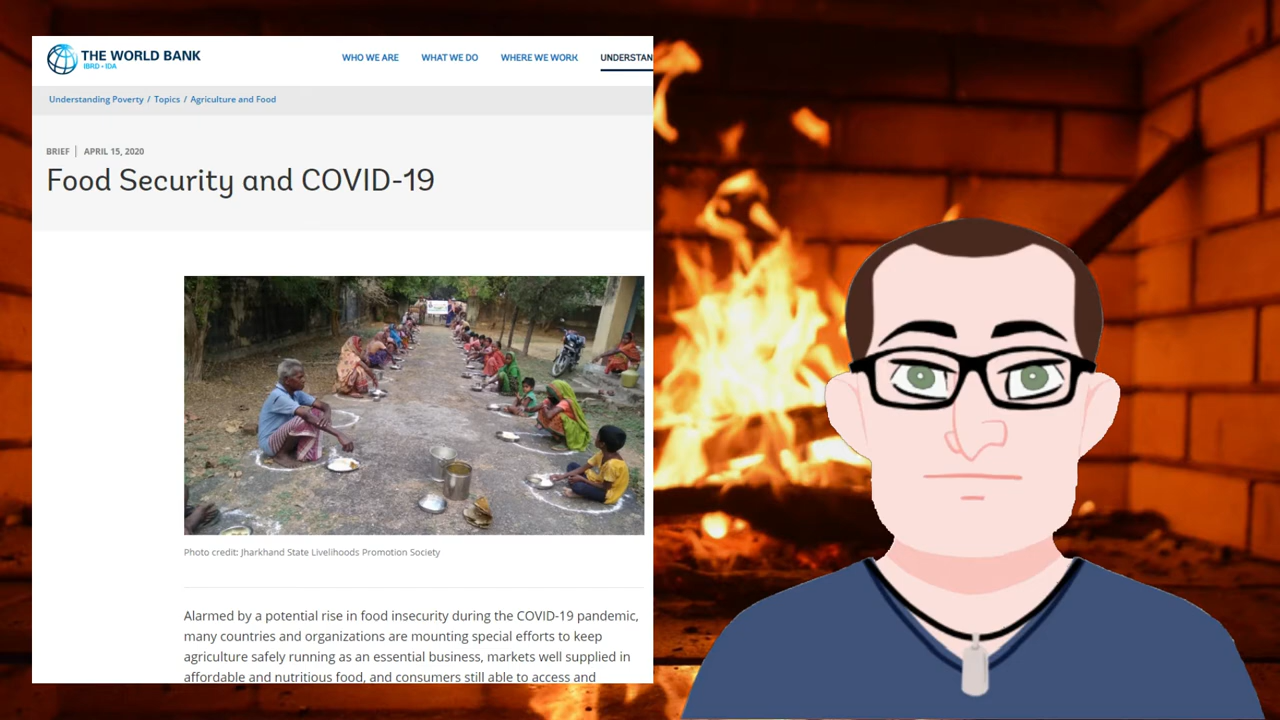 THE WORLD BANK
IBRD • IDA
WHO WE ARE WHAT WE DO WHERE WE WORK UNDERSTAN
Understanding Poverty / Topics / Agriculture and Food
BRIEF | APRIL 15, 2020
Food Security and COVID-19
Photo credit: Jharkhand State Livelihoods Promotion Society
Alarmed by a potential rise in food insecurity during the COVID-19 pandemic,
many countries and organizations are mounting special efforts to keep
agriculture safely running as an essential business, markets well supplied in
affordable and nutritious food, and consumers still able to access and